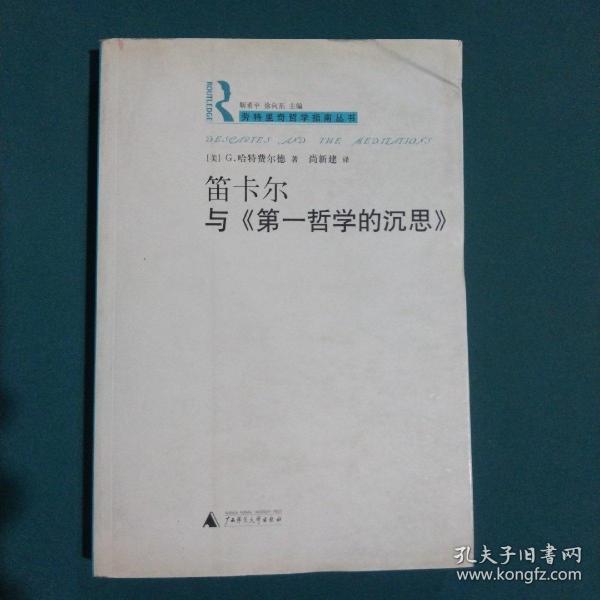 ROUTLEDGE
靳希平 徐向东 主编
劳特里奇哲学指南丛书
DESCARTES AND THE MEDITATIONS
[美] G.哈特费尔德 著 尚新建 译
笛卡尔
与《第一哲学的沉思》
广西师范大学出版社
孔夫子旧书网
www.kongfz.com